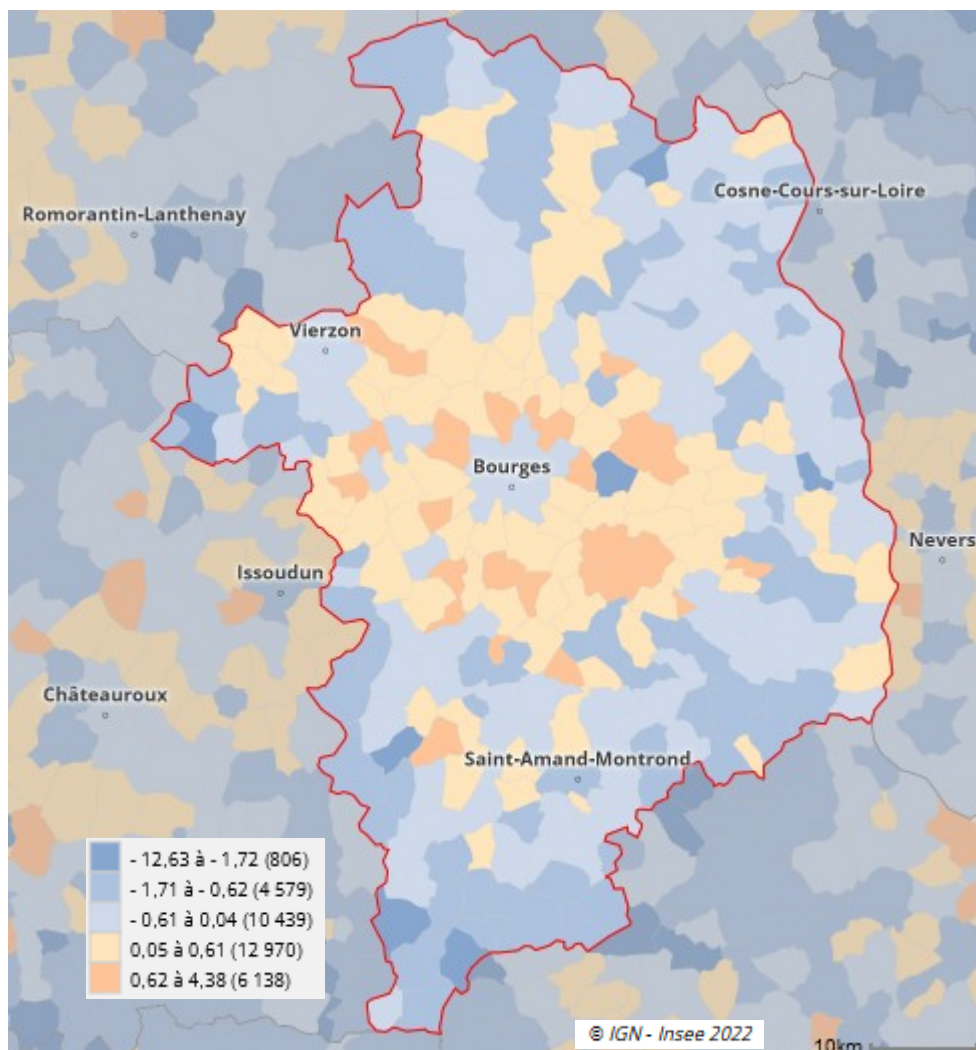 Cosne-Cours-sur-Loire
Romorantin-Lanthenay
Vierzon
Bourges
Nevers
Issoudun
Châteauroux
Saint-Amand-Montrond
- 12,63 à - 1,72 (806)
- 1,71 à - 0,62 (4 579)
- 0,61 à 0,04 (10 439)
0,05 à 0,61 (12 970)
0,62 à 4,38 (6 138)
© IGN - Insee 2022
10km